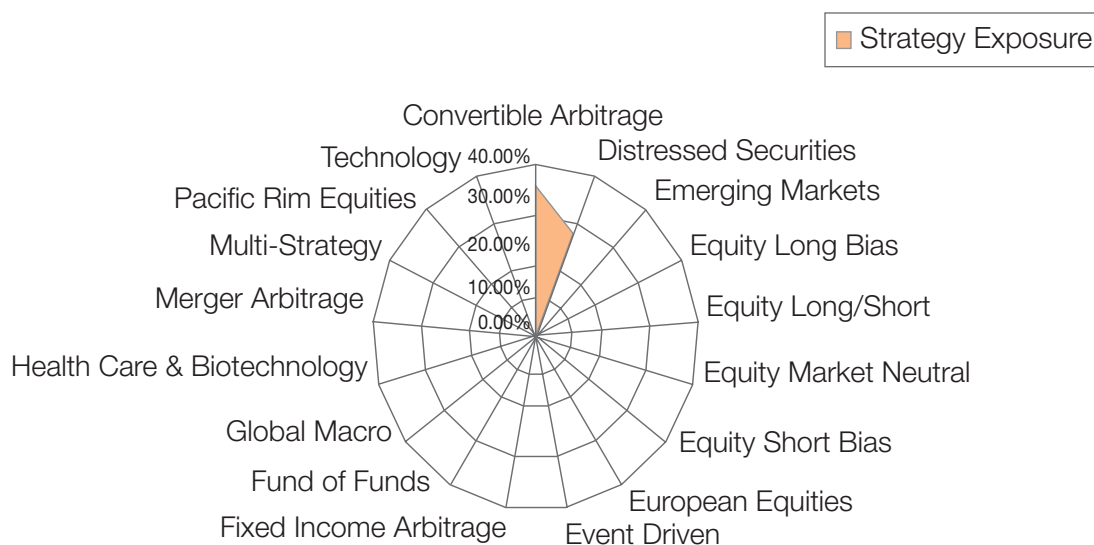 Strategy Exposure
Convertible Arbitrage
Technology
40.00%
Distressed Securities
Pacific Rim Equities
30.00%
Emerging Markets
Multi-Strategy
20.00%
Equity Long Bias
Merger Arbitrage
10.00%
Equity Long/Short
0.00%
Health Care & Biotechnology
Equity Market Neutral
Global Macro
Equity Short Bias
Fund of Funds
European Equities
Fixed Income Arbitrage
Event Driven